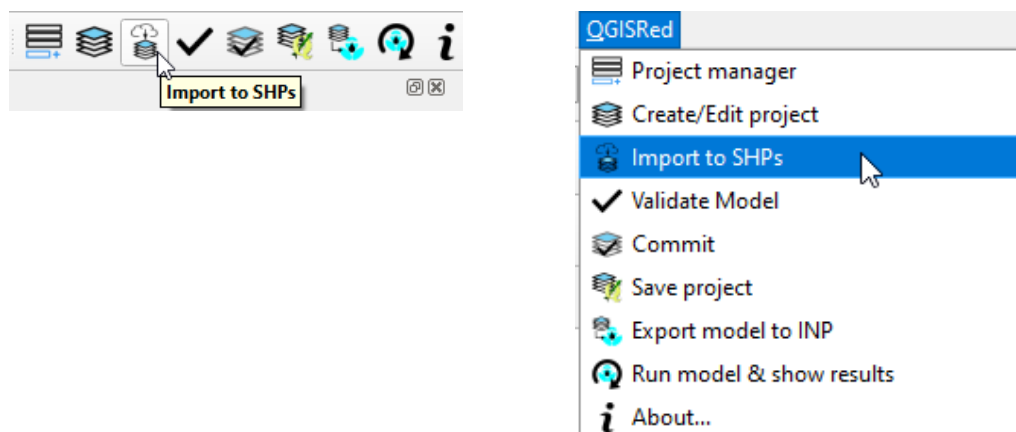 Import to SHPs
QGISRed
Project manager
Create/Edit project
Import to SHPs
Validate Model
Commit
Save project
Export model to INP
Run model & show results
About...